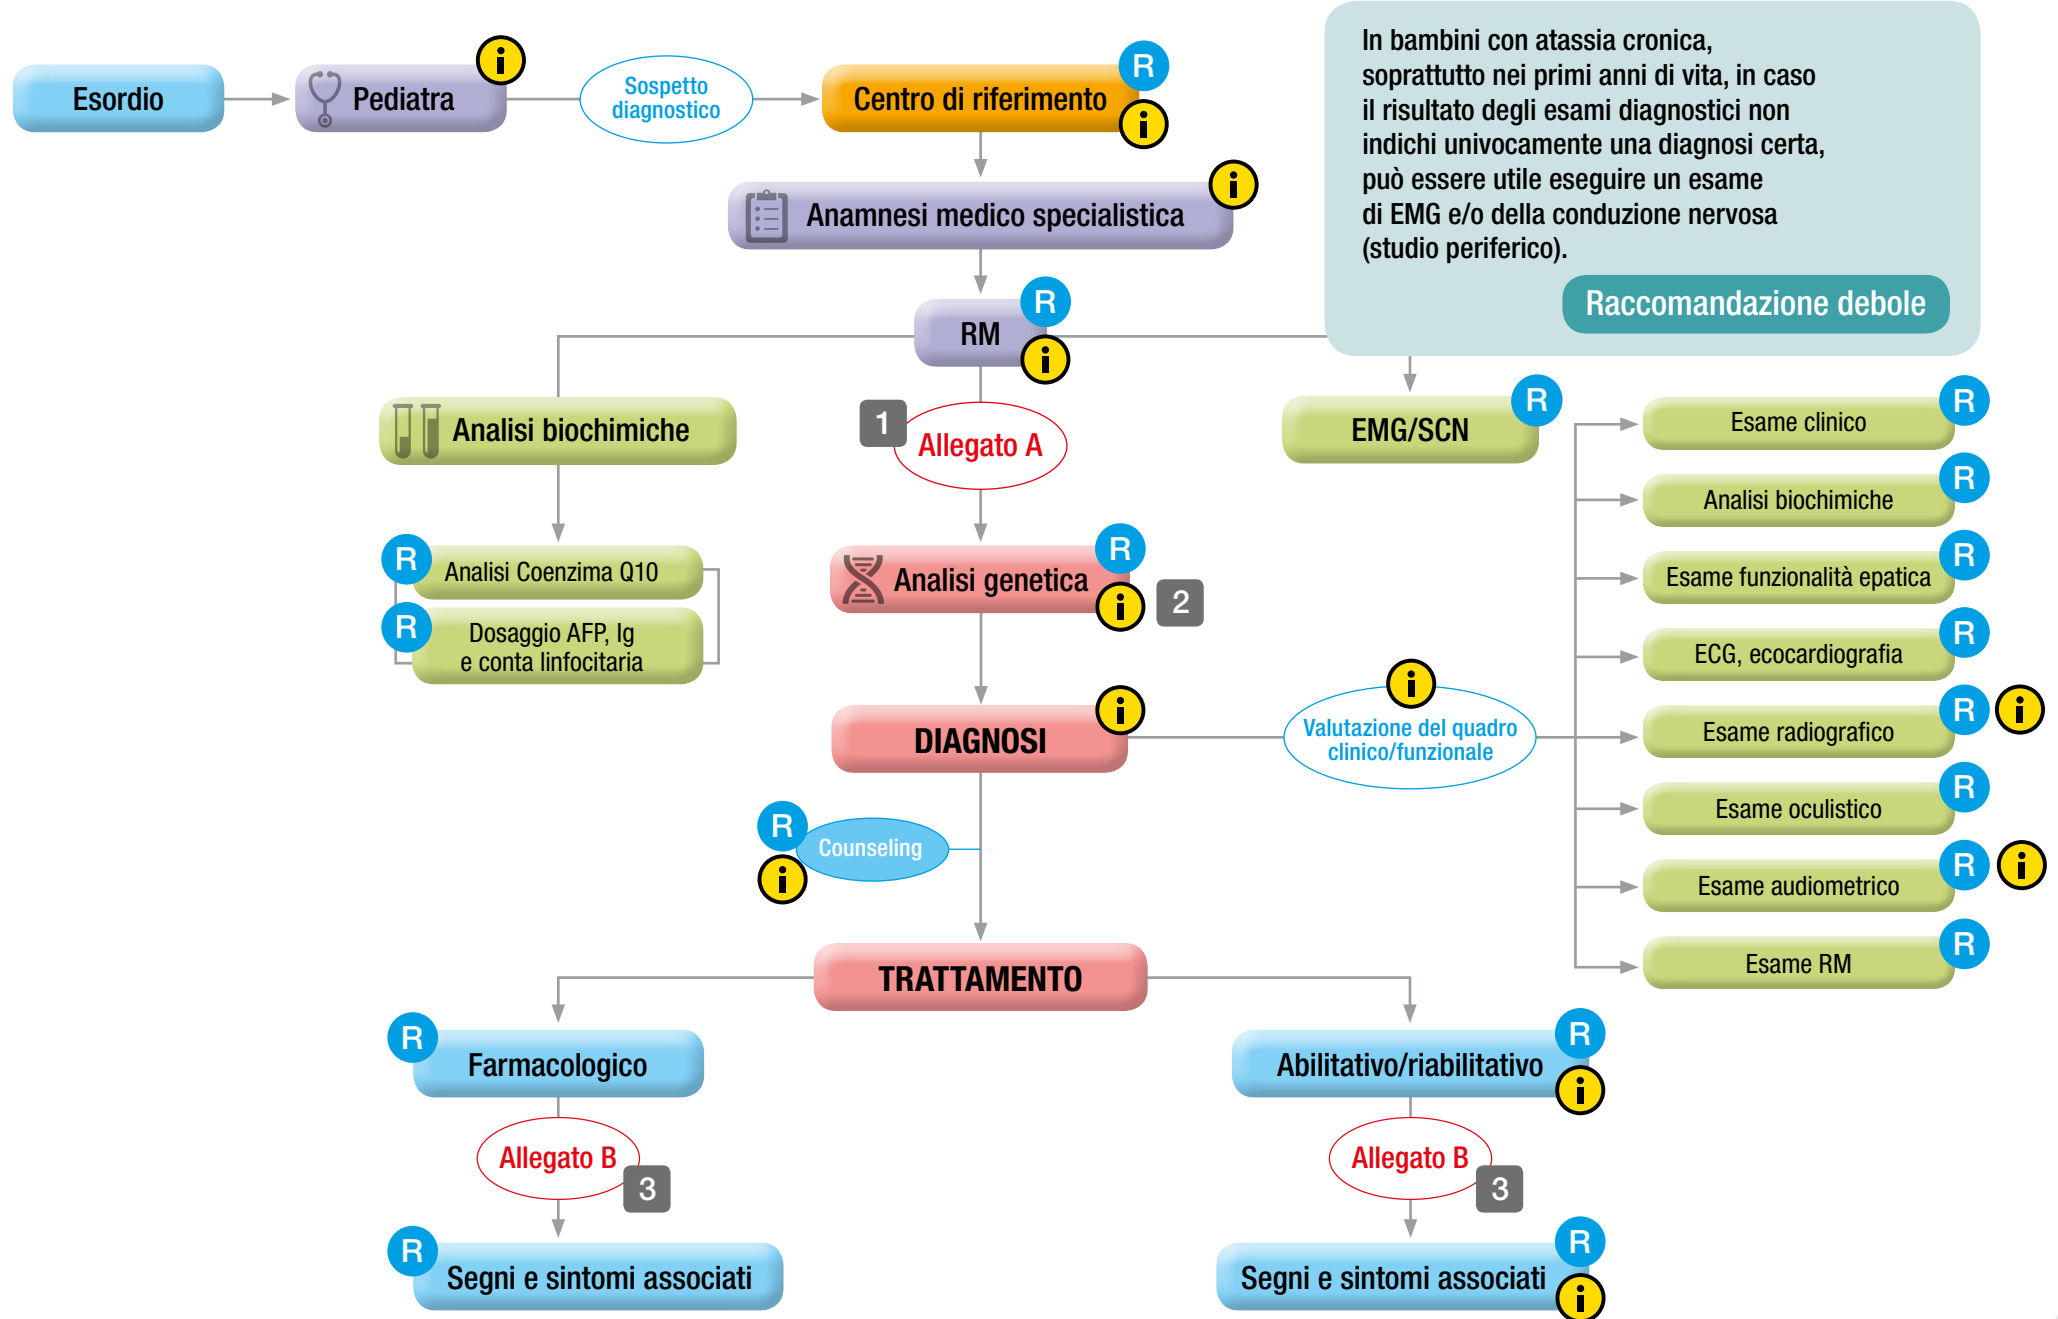 Esordio
Pediatra
i
Sospetto
diagnostico
Centro di riferimento
R
i
In bambini con atassia cronica,
soprattutto nei primi anni di vita, in caso
il risultato degli esami diagnostici non
indichi univocamente una diagnosi certa,
può essere utile eseguire un esame
di EMG e/o della conduzione nervosa
(studio periferico).
Raccomandazione debole
Anamnesi medico specialistica
i
RM
R
i
Analisi biochimiche
1
Allegato A
EMG/SCN
R
R
Analisi Coenzima Q10
R
Dosaggio AFP, Ig
e conta linfocitaria
Analisi genetica
R
i
2
DIAGNOSI
i
i
Valutazione del quadro
clinico/funzionale
Esame clinico
R
Analisi biochimiche
R
Esame funzionalità epatica
R
ECG, ecocardiografia
R
Esame radiografico
R
i
Esame oculistico
R
Esame audiometrico
R
i
Esame RM
R
R
i
Counseling
TRATTAMENTO
R
Farmacologico
Allegato B
3
R
Segni e sintomi associati
Abilitativo/riabilitativo
R
i
Allegato B
3
Segni e sintomi associati
R
i